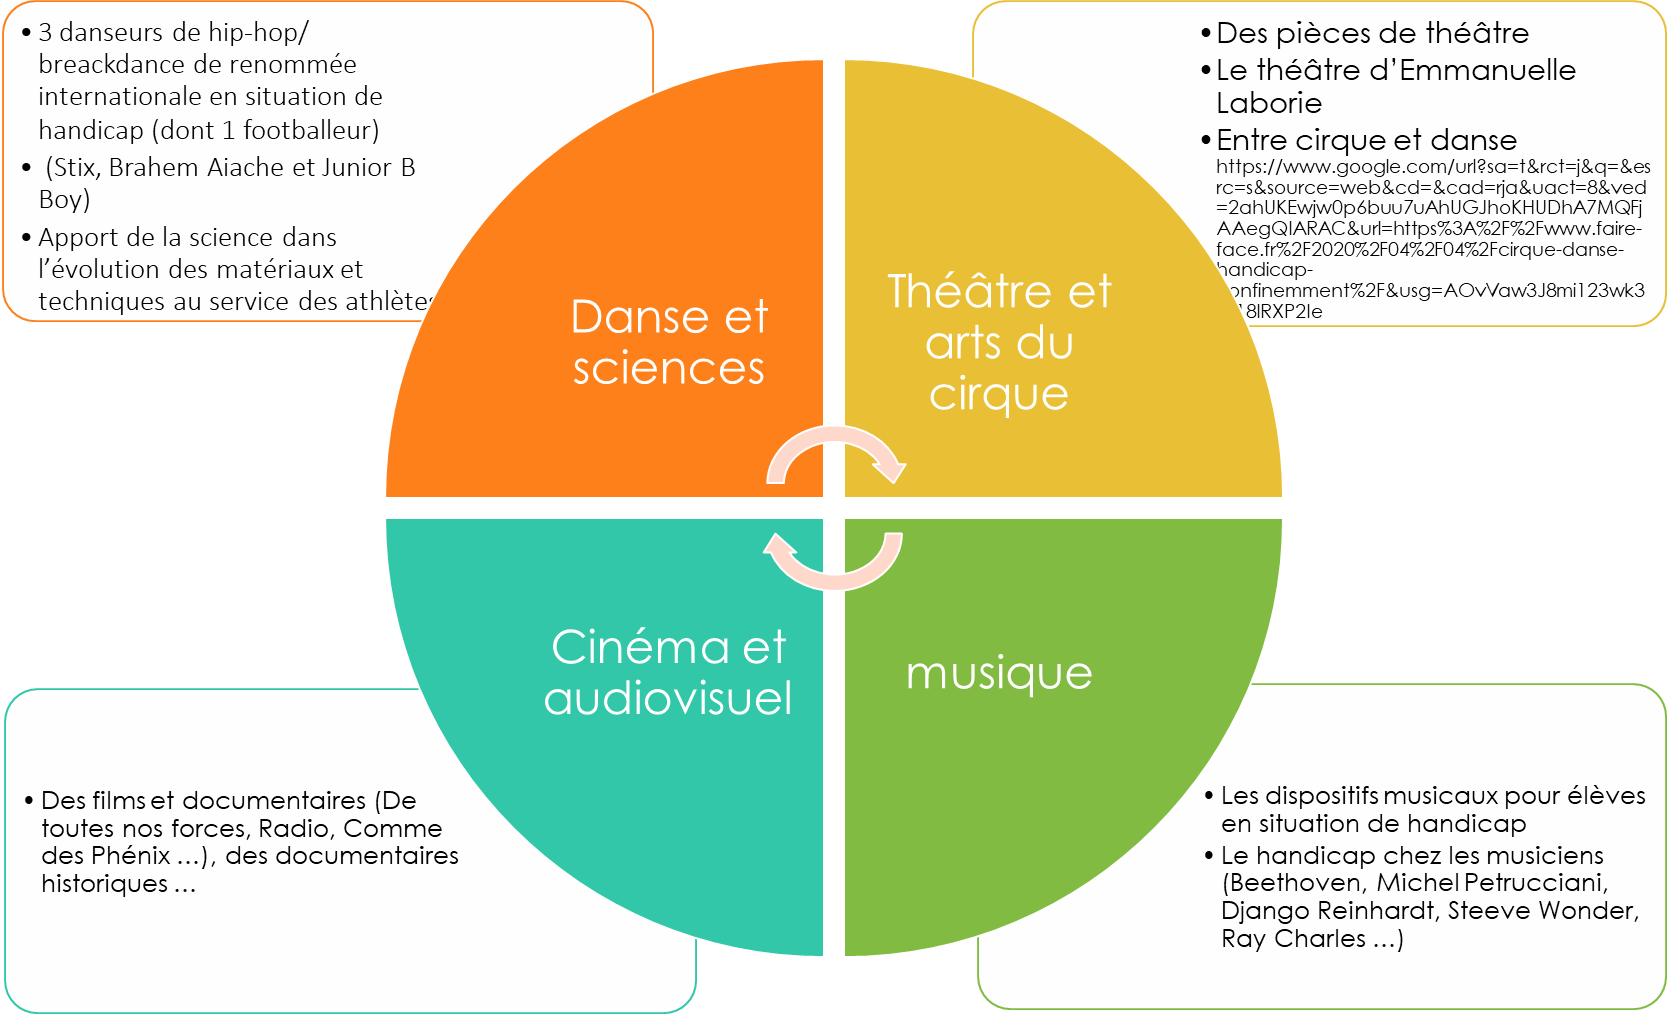 • 3 danseurs de hip-hop/
breackdance de renommée
internationale en situation de
handicap (dont 1 footballeur)
• (Stix, Brahem Aiache et Junior B
Boy)
• Apport de la science dans
l’évolution des matériaux et
techniques au service des athlètes
•Des pièces de théâtre
•Le théâtre d’Emmanuelle
Laborie
•Entre cirque et danse
https://www.google.com/url?sa=t&rct=j&q=&es
rc=s&source=web&cd=&cad=rja&uact=8&ved
=2ahUKEwjw0p6buu7uAhUGJhoKHUDhA7MQFj
AAegQIARAC&url=https%3A%2F%2Fwww.faire-
face.fr%2F2020%2F04%2F04%2Fcirque-danse-
handicap-
onfinemment%2F&usg=AOvVaw3J8mi123wk3
18lRXP2Ie
Danse et
sciences
Théâtre et
arts du
cirque
Cinéma et
audiovisuel
musique
• Des films et documentaires (De
toutes nos forces, Radio, Comme
des Phénix …), des documentaires
historiques …
• Les dispositifs musicaux pour élèves
en situation de handicap
• Le handicap chez les musiciens
(Beethoven, Michel Petrucciani,
Django Reinhardt, Steeve Wonder,
Ray Charles …)